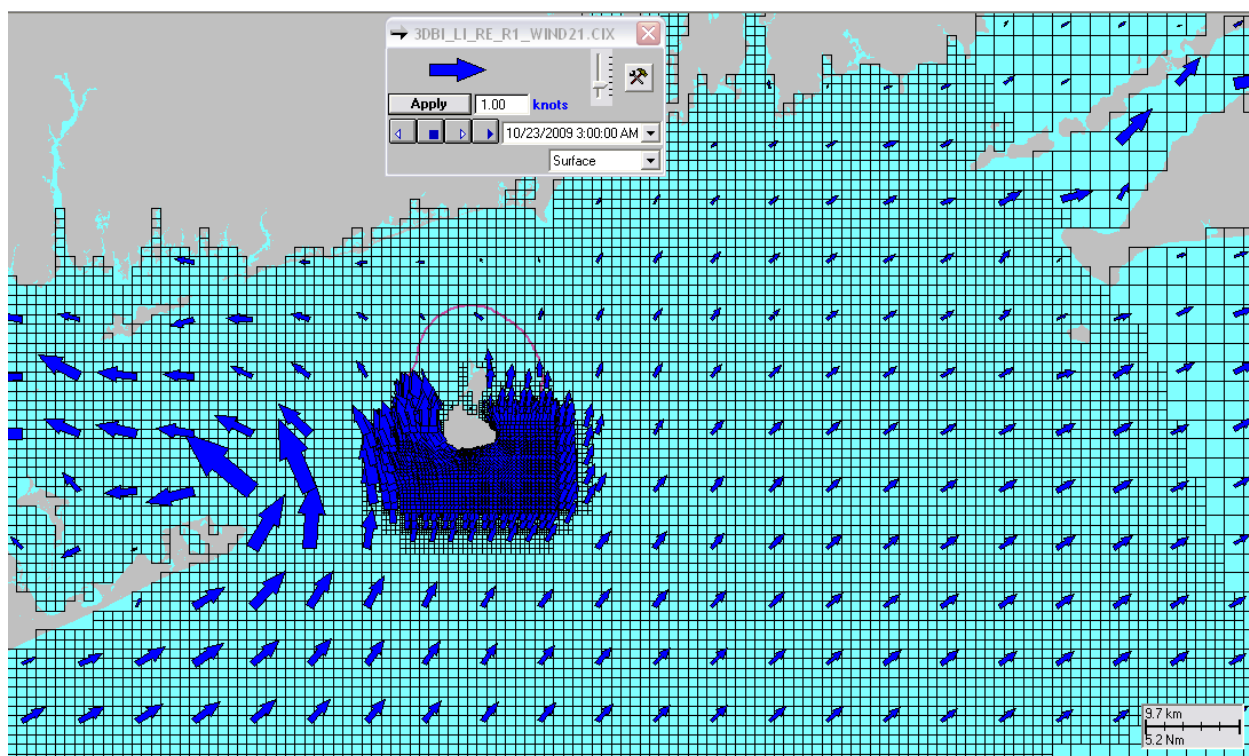 3DBI_LI_RE_R1_WIND21.CIX
Apply 1.00 knots
10/23/2009 3:00:00 AM
Surface
9.7 km
5.2 Nm